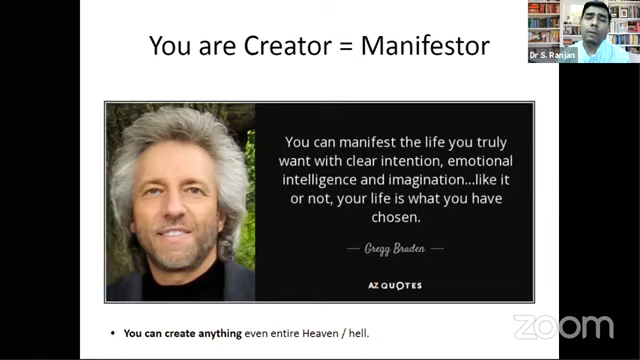 You are Creator = Manifestor
Dr S. Ranjan
You can manifest the life you truly
want with clear intention, emotional
intelligence and imagination...like it
or not, your life is what you have
chosen.
Gregg Braden
AZ QUOTES
You can create anything even entire Heaven / hell.
zoom